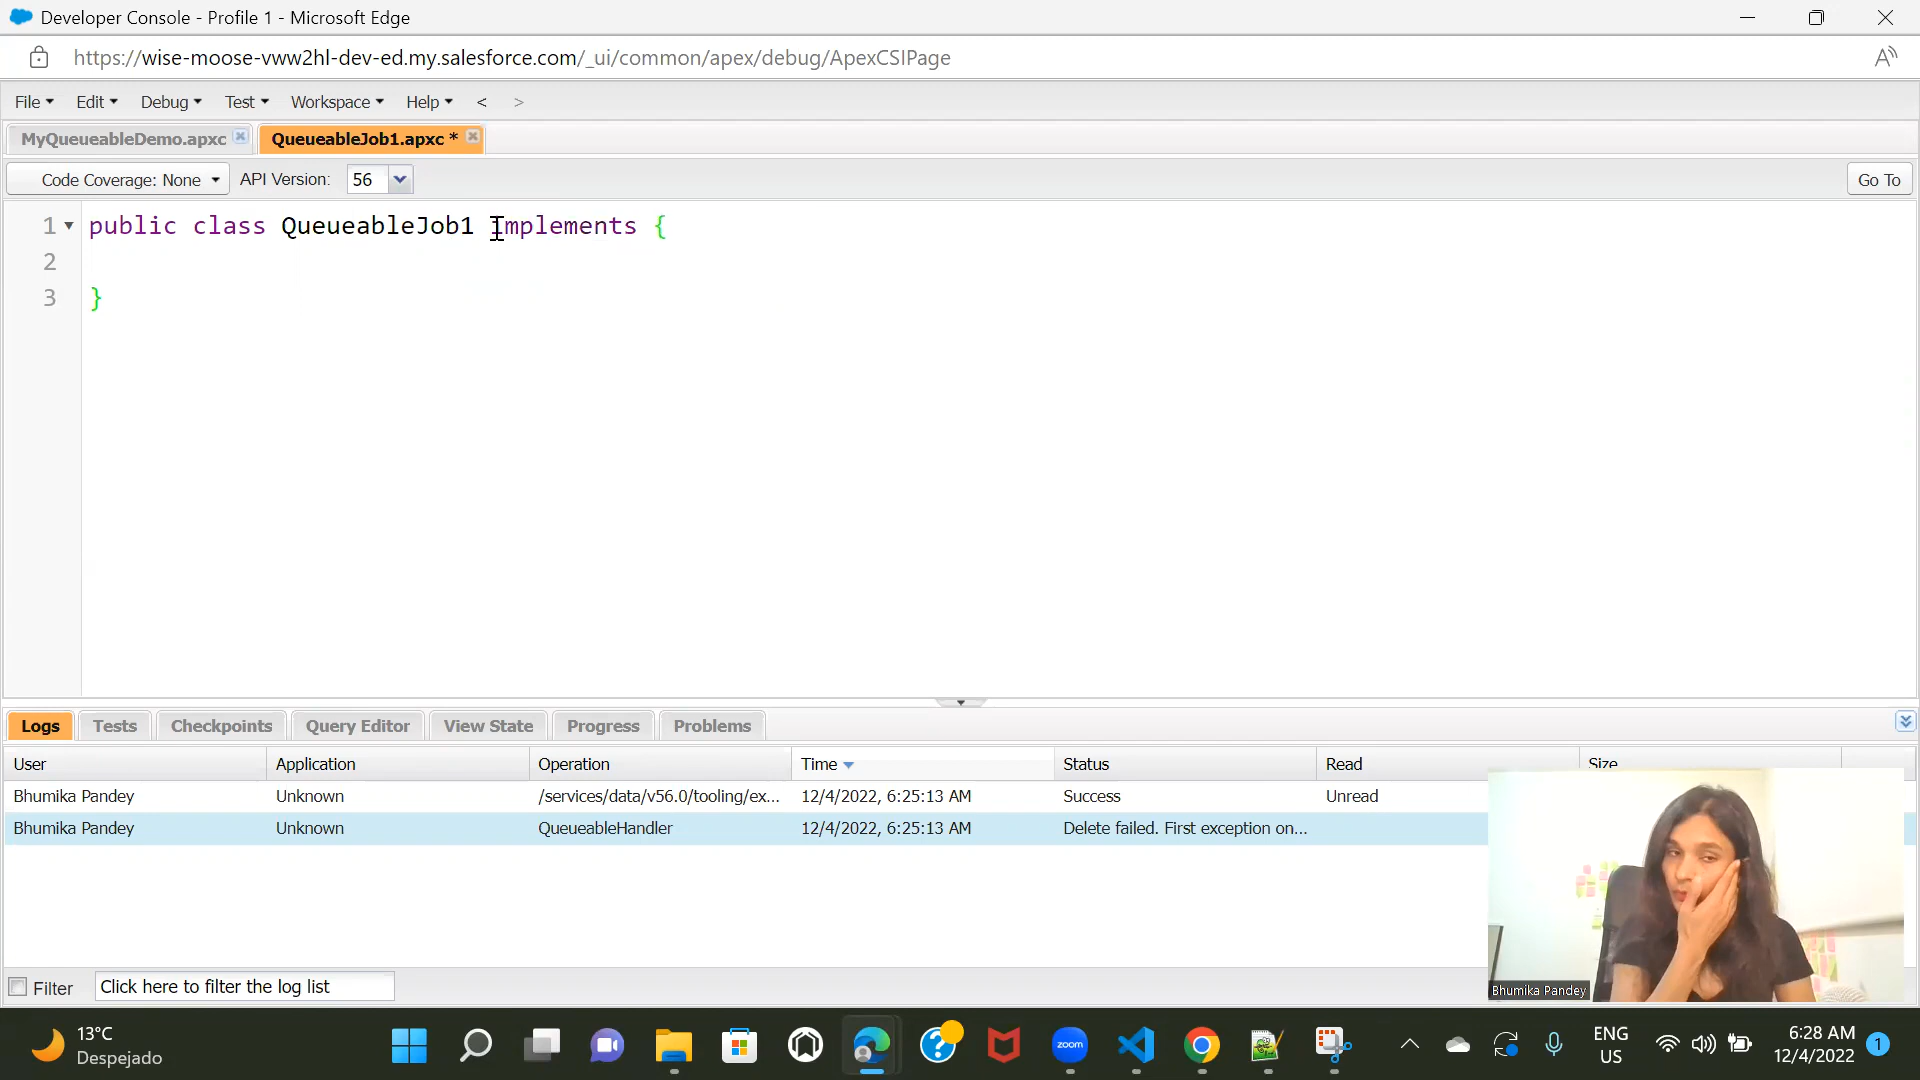 Developer Console - Profile 1 - Microsoft Edge
https://wise-moose-vww2hl-dev-ed.my.salesforce.com/_ui/common/apex/debug/ApexCSIPage
File Edit Debug Test Workspace Help < >
MyQueueableDemo.apxc QueueableJob1.apxc *
Code Coverage: None API Version: 56 Go To
1 public class QueueableJob1 implements {
2
3 }
Logs Tests Checkpoints Query Editor View State Progress Problems
User Application Operation Time Status Read Size
Bhumika Pandey Unknown /services/data/v56.0/tooling/ex... 12/4/2022, 6:25:13 AM Success Unread
Bhumika Pandey Unknown QueueableHandler 12/4/2022, 6:25:13 AM Delete failed. First exception on...
Bhumika Pandey
Filter Click here to filter the log list
13°C
Despejado
zoom
ENG
US
6:28 AM
12/4/2022
1